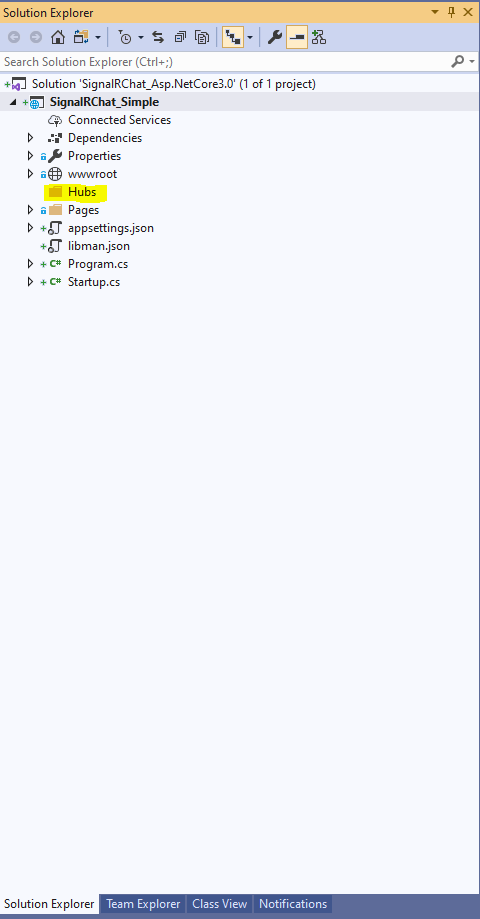 Solution Explorer
Search Solution Explorer (Ctrl+;)
Solution 'SignalRChat_Asp.NetCore3.0' (1 of 1 project)
SignalRChat_Simple
Connected Services
Dependencies
Properties
wwwroot
Hubs
Pages
appsettings.json
libman.json
C# Program.cs
C# Startup.cs
Solution Explorer Team Explorer Class View Notifications